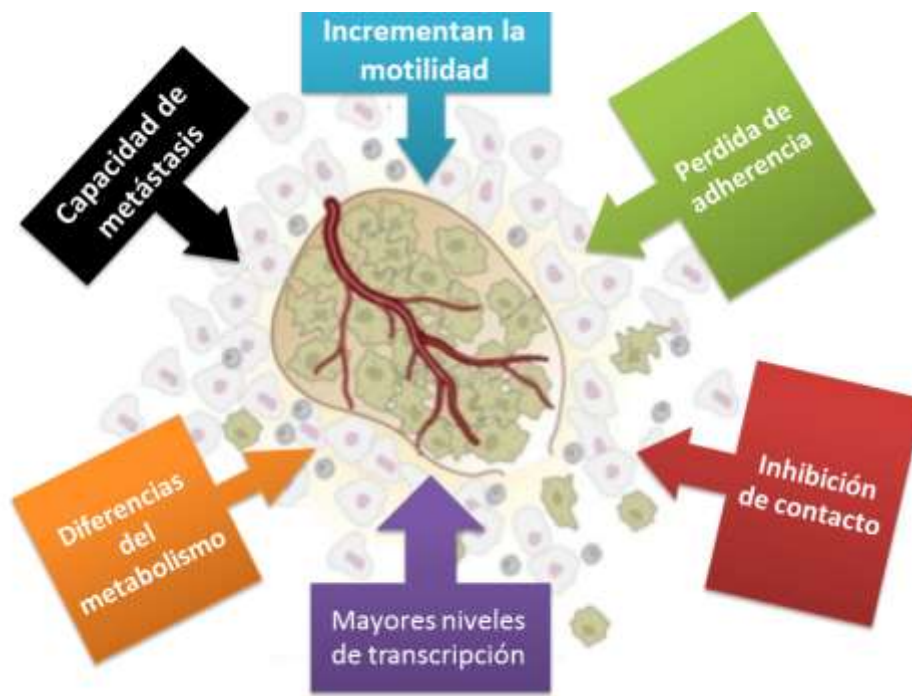 Incrementan la
motilidad
Capacidad de
metástasis
Perdida de
adherencia
Diferencias
del
metabolismo
Inhibición
de contacto
Mayores niveles
de transcripción